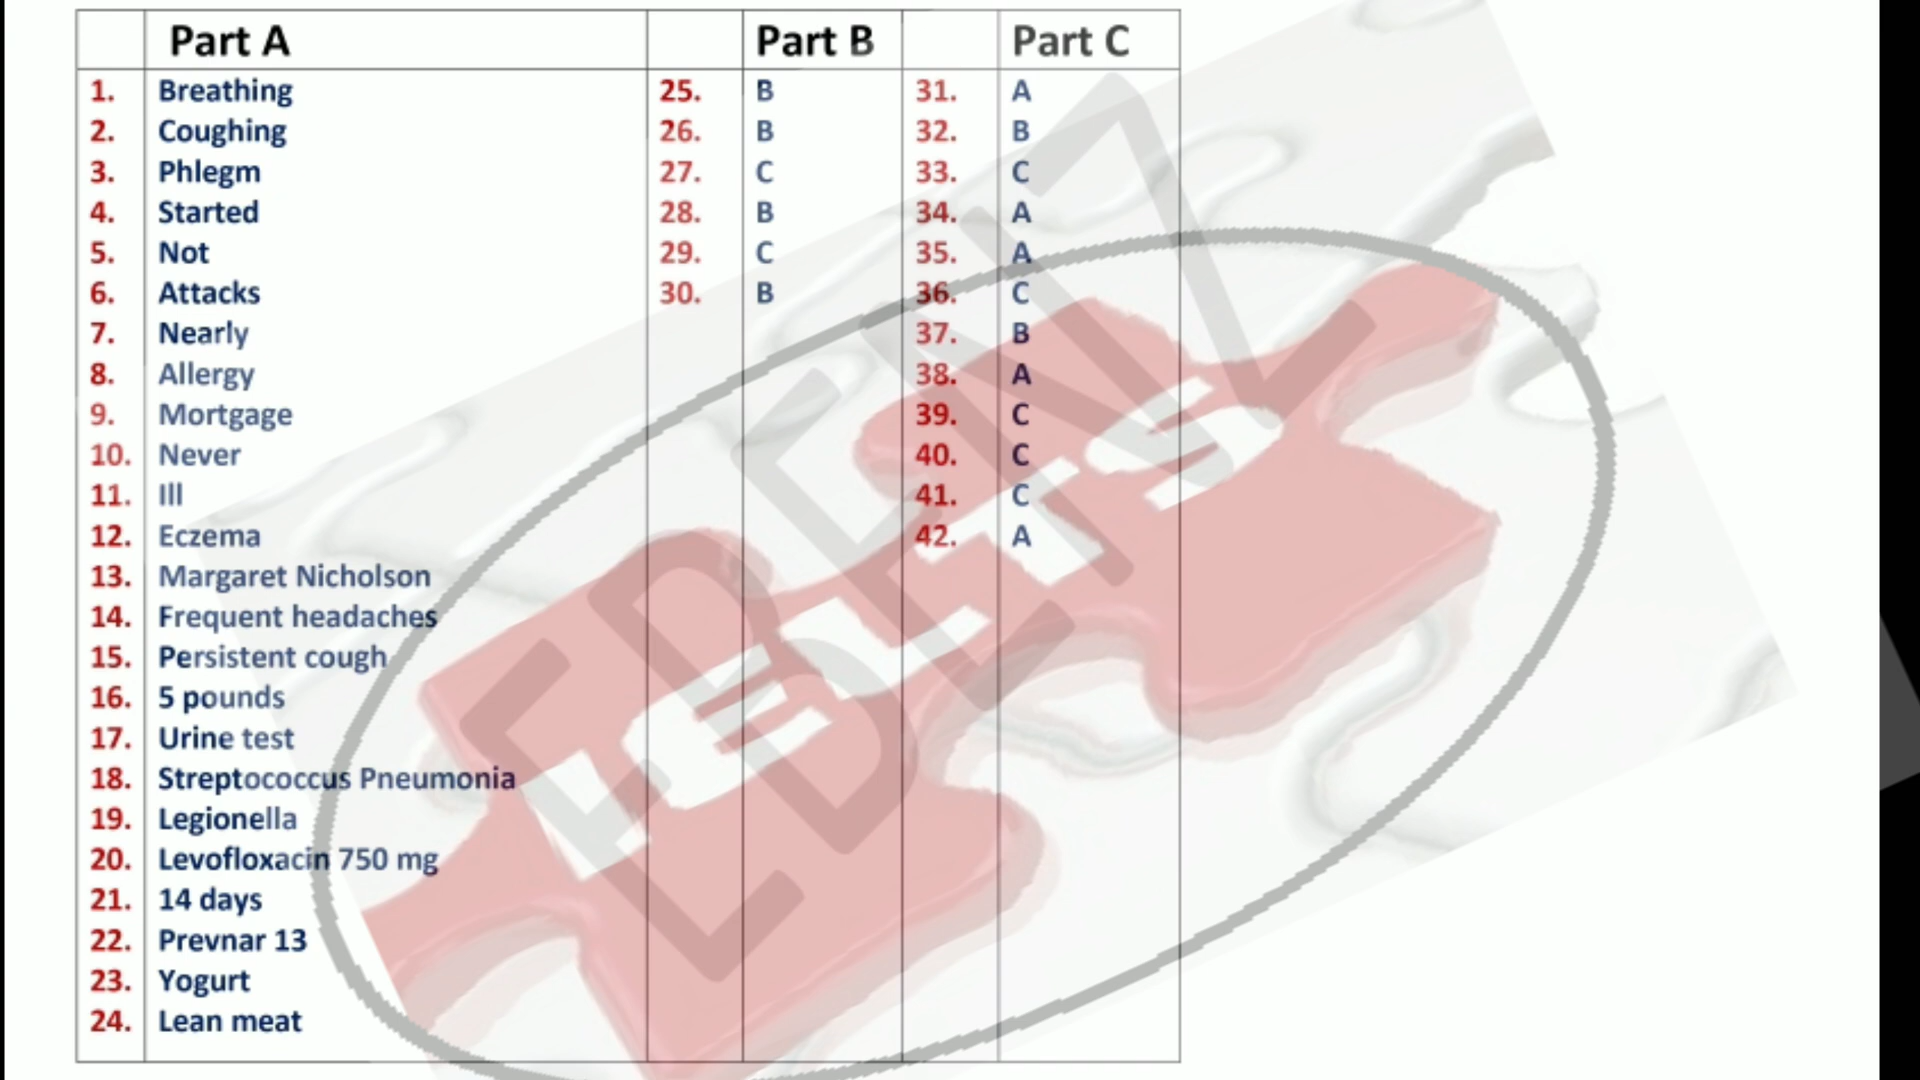 Part A Part B Part C
1. Breathing 25. B 31. A
2. Coughing 26. B 32. B
3. Phlegm 27. C 33. C
4. Started 28. B 34. A
5. Not 29. C 35. A
6. Attacks 30. B 36. C
7. Nearly 37. B
8. Allergy 38. A
9. Mortgage 39. C
10. Never 40. C
11. Ill 41. C
12. Eczema 42. A
13. Margaret Nicholson
14. Frequent headaches
15. Persistent cough
16. 5 pounds
17. Urine test
18. Streptococcus Pneumonia
19. Legionella
20. Levofloxacin 750 mg
21. 14 days
22. Prevnar 13
23. Yogurt
24. Lean meat